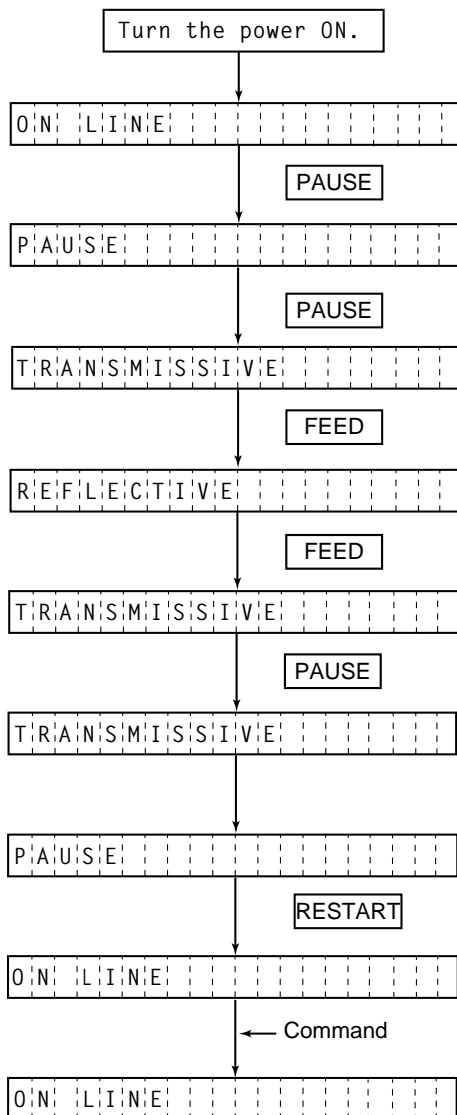 Turn the power ON.
ON LINE
PAUSE
PAUSE
PAUSE
TRANSMISSIVE
FEED
REFLECTIVE
FEED
TRANSMISSIVE
PAUSE
TRANSMISSIVE
PAUSE
RESTART
ON LINE
Command
ON LINE